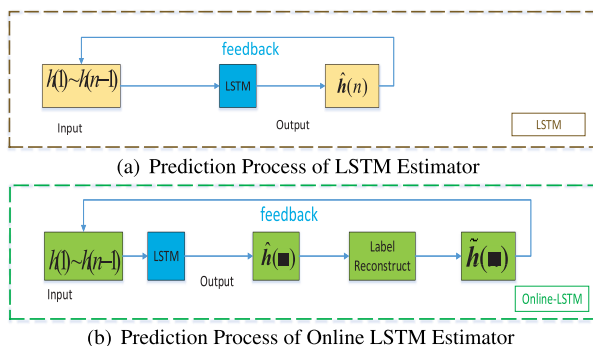 feedback
h(1)~h(n-1)
LSTM
ĥ(n)
Input
Output
LSTM
(a) Prediction Process of LSTM Estimator
feedback
h(1)~h(n-1)
LSTM
ĥ(■)
Label
Reconstruct
h̃(■)
Input
Output
Online-LSTM
(b) Prediction Process of Online LSTM Estimator